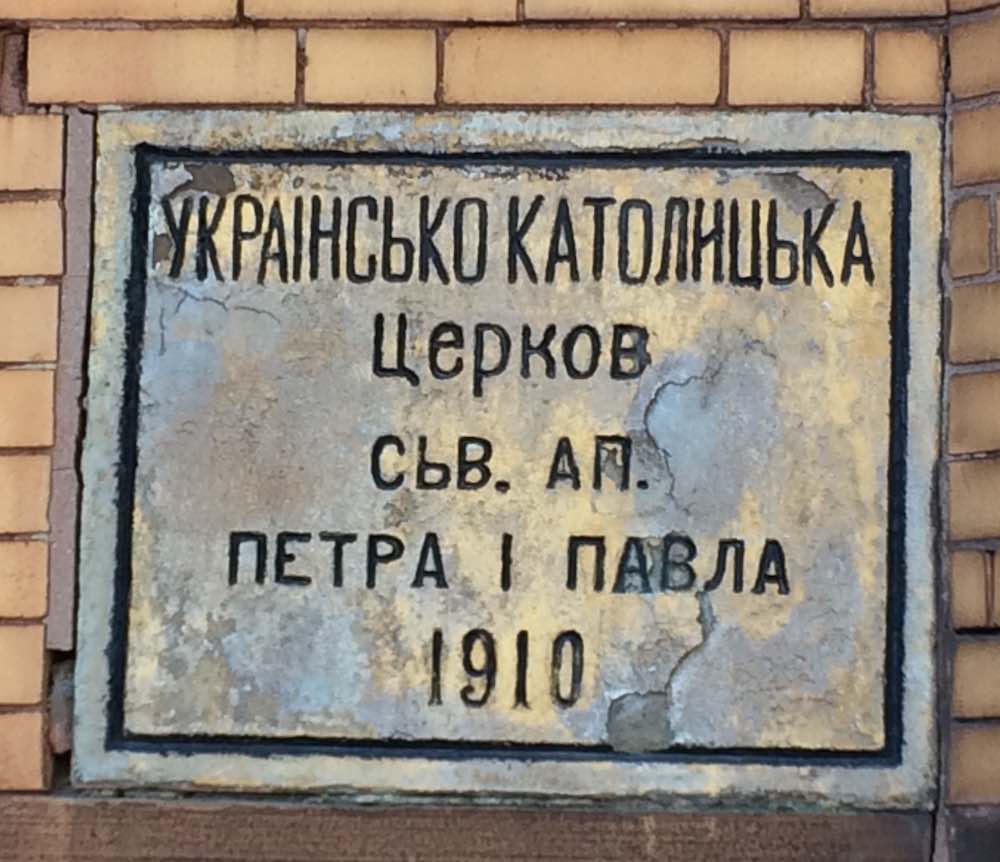 УКРАЇНСЬКО КАТОЛИЦЬКА
Церков
СЬВ. АП.
ПЕТРА І ПАВЛА
1910